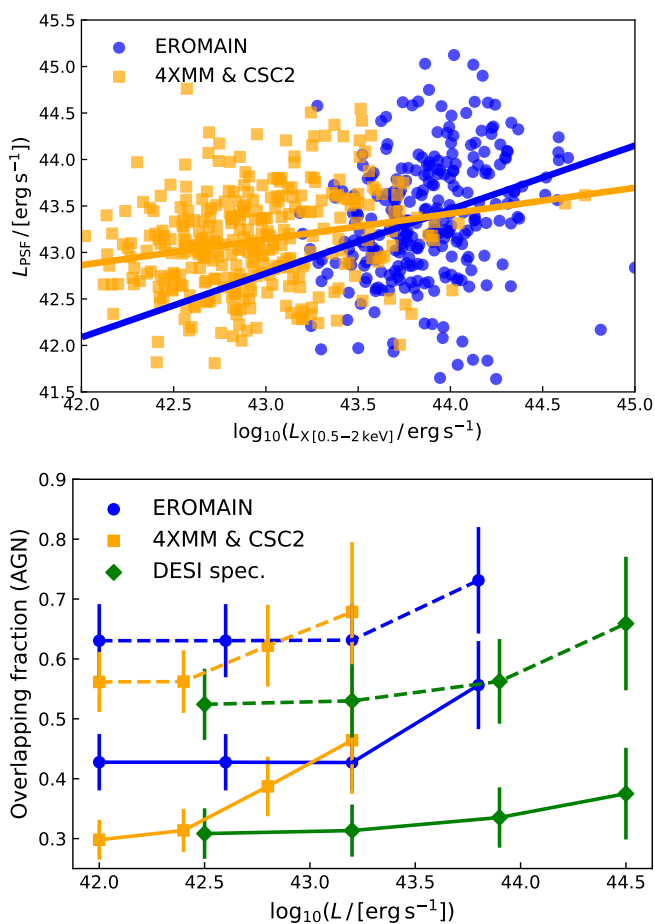 45.5
45.0
44.5
44.0
43.5
43.0
42.5
42.0
41.5
L_PSF / [erg s⁻¹])
EROMAIN
4XMM & CSC2
42.0 42.5 43.0 43.5 44.0 44.5 45.0
log₁₀(L_X [0.5−2 keV] / erg s⁻¹)
0.9
0.8
0.7
0.6
0.5
0.4
0.3
Overlapping fraction (AGN)
EROMAIN
4XMM & CSC2
DESI spec.
42.0 42.5 43.0 43.5 44.0 44.5
log₁₀(L / [erg s⁻¹])